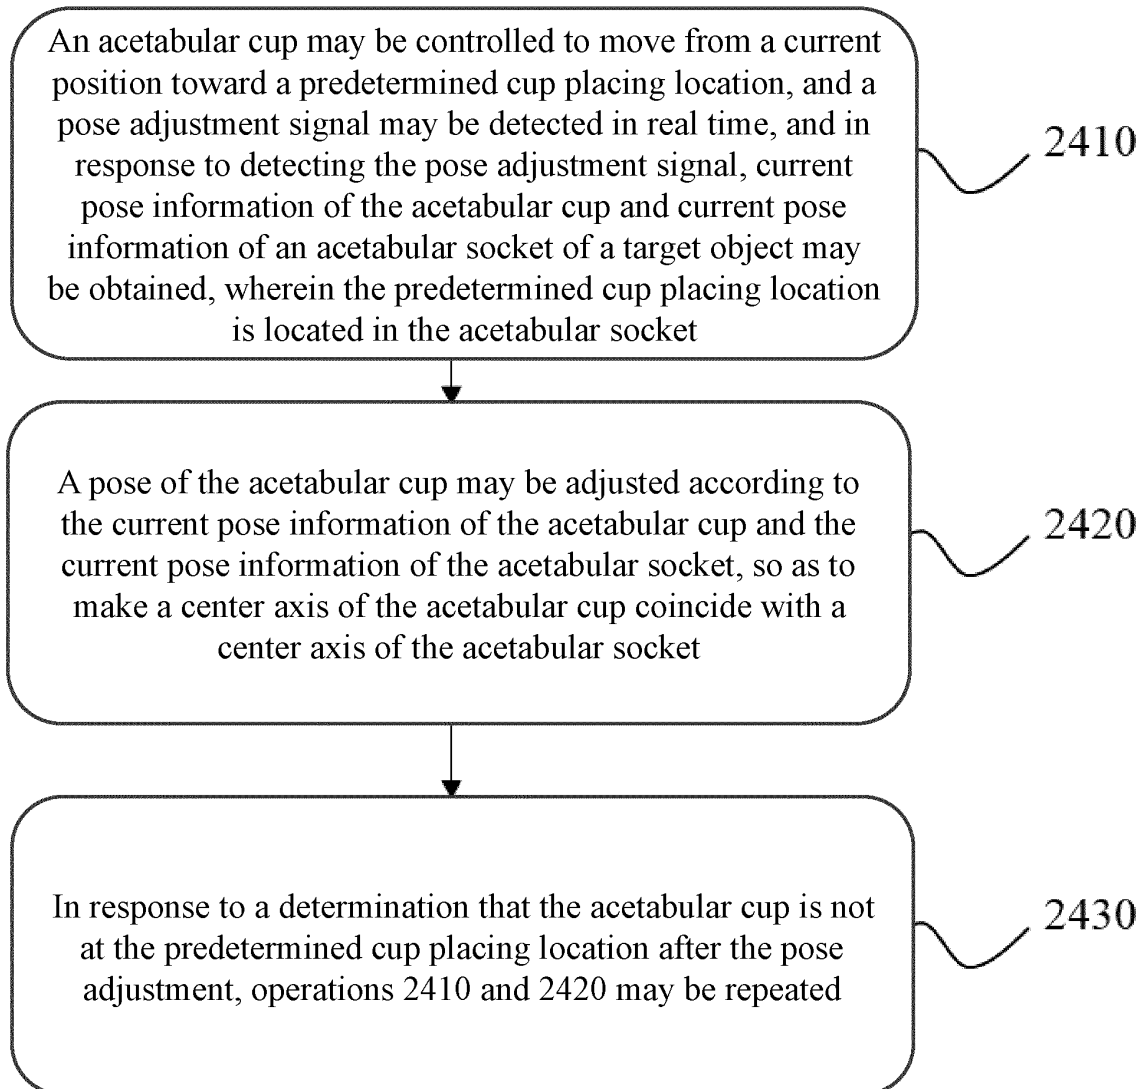 An acetabular cup may be controlled to move from a current
position toward a predetermined cup placing location, and a
pose adjustment signal may be detected in real time, and in
response to detecting the pose adjustment signal, current
pose information of the acetabular cup and current pose
information of an acetabular socket of a target object may
be obtained, wherein the predetermined cup placing location
is located in the acetabular socket
2410
A pose of the acetabular cup may be adjusted according to
the current pose information of the acetabular cup and the
current pose information of the acetabular socket, so as to
make a center axis of the acetabular cup coincide with a
center axis of the acetabular socket
2420
In response to a determination that the acetabular cup is not
at the predetermined cup placing location after the pose
adjustment, operations 2410 and 2420 may be repeated
2430